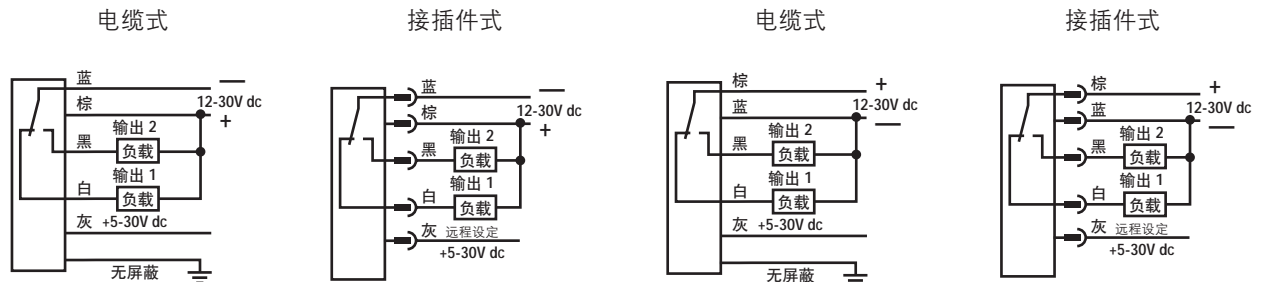 电缆式
蓝
—
棕
12-30V dc
+
输出 2
黑
负载
输出 1
白
负载
灰 +5-30V dc
无屏蔽
接插件式
蓝
—
棕
12-30V dc
+
输出 2
黑
负载
输出 1
白
负载
灰 远程设定
+5-30V dc
电缆式
棕
+
蓝
12-30V dc
—
输出 2
黑
负载
输出 1
白
负载
灰 +5-30V dc
无屏蔽
接插件式
棕
+
蓝
12-30V dc
—
输出 2
黑
负载
输出 1
白
负载
灰 远程设定
+5-30V dc